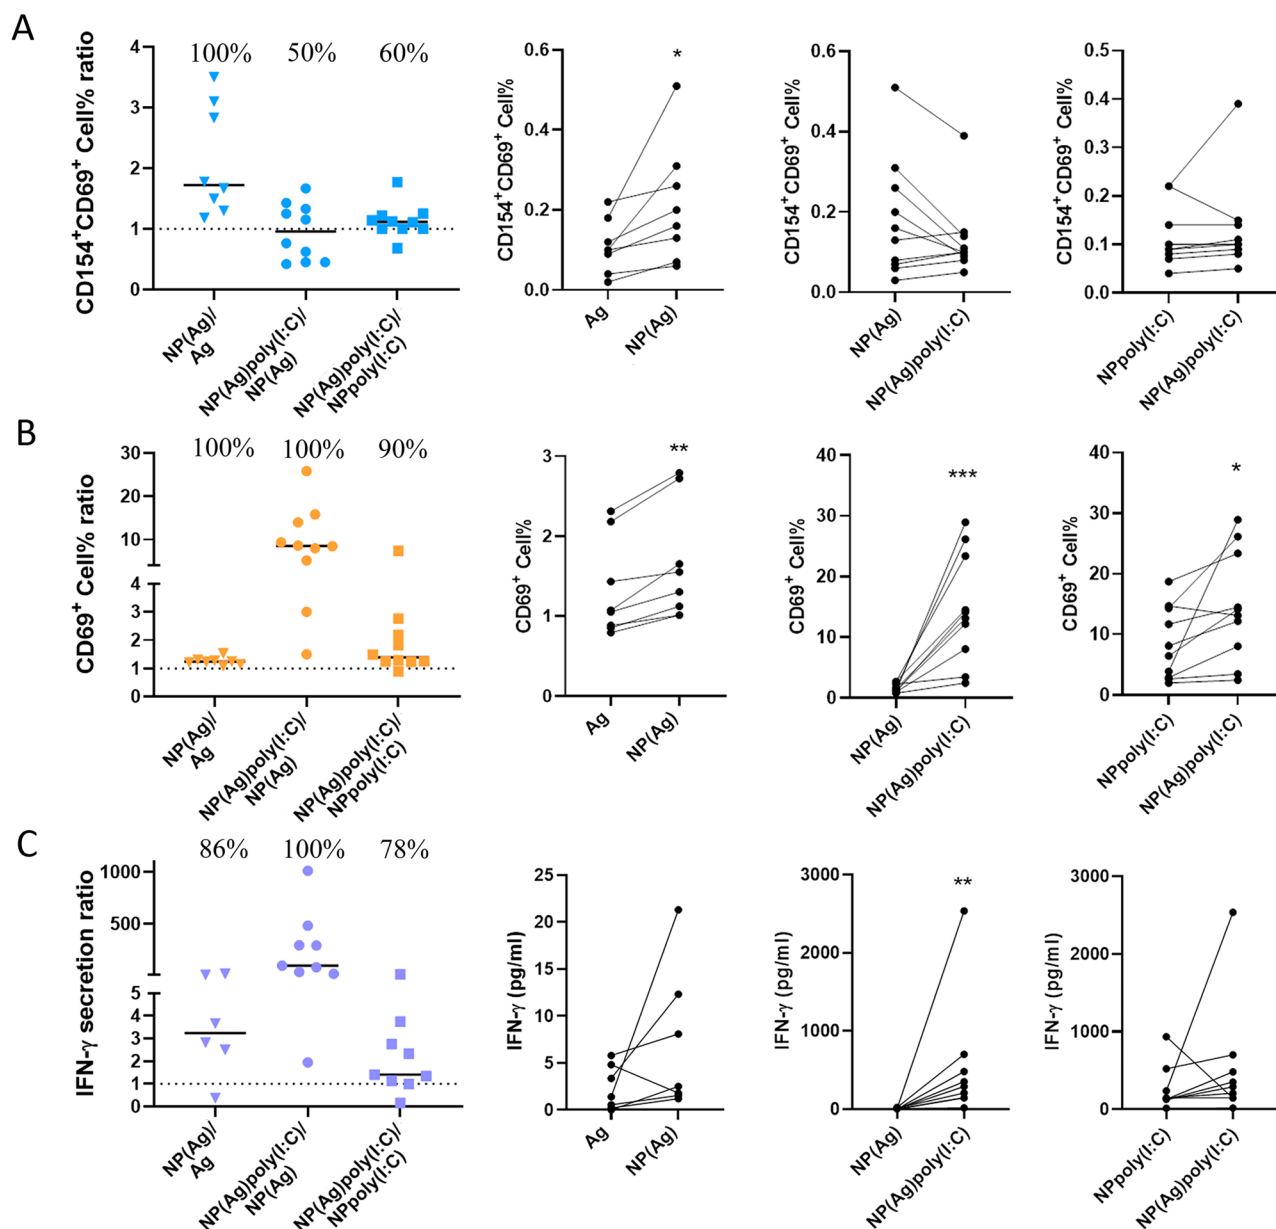 A
CD154+CD69+ Cell% ratio
4
3
2
1
0
100%
50%
60%
NP(Ag)/
Ag
NP(Ag)poly(I:C)/
NP(Ag)
NP(Ag)poly(I:C)/
NPpoly(I:C)
CD154+CD69+ Cell%
0.6
0.4
0.2
0.0
*
Ag
NP(Ag)
CD154+CD69+ Cell%
0.6
0.4
0.2
0.0
NP(Ag)
NP(Ag)poly(I:C)
CD154+CD69+ Cell%
0.5
0.4
0.3
0.2
0.1
0.0
NPpoly(I:C)
NP(Ag)poly(I:C)
B
CD69+ Cell% ratio
30
20
10
4
3
2
1
0
100%
100%
90%
NP(Ag)/
Ag
NP(Ag)poly(I:C)/
NP(Ag)
NP(Ag)poly(I:C)/
NPpoly(I:C)
CD69+ Cell%
3
2
1
0
**
Ag
NP(Ag)
CD69+ Cell%
40
30
20
10
0
***
NP(Ag)
NP(Ag)poly(I:C)
CD69+ Cell%
40
30
20
10
0
*
NPpoly(I:C)
NP(Ag)poly(I:C)
C
IFN-γ secretion ratio
1000
500
5
4
3
2
1
0
86%
100%
78%
NP(Ag)/
Ag
NP(Ag)poly(I:C)/
NP(Ag)
NP(Ag)poly(I:C)/
NPpoly(I:C)
IFN-γ (pg/ml)
25
20
15
10
5
0
Ag
NP(Ag)
IFN-γ (pg/ml)
3000
2000
1000
0
**
NP(Ag)
NP(Ag)poly(I:C)
IFN-γ (pg/ml)
3000
2000
1000
0
NPpoly(I:C)
NP(Ag)poly(I:C)